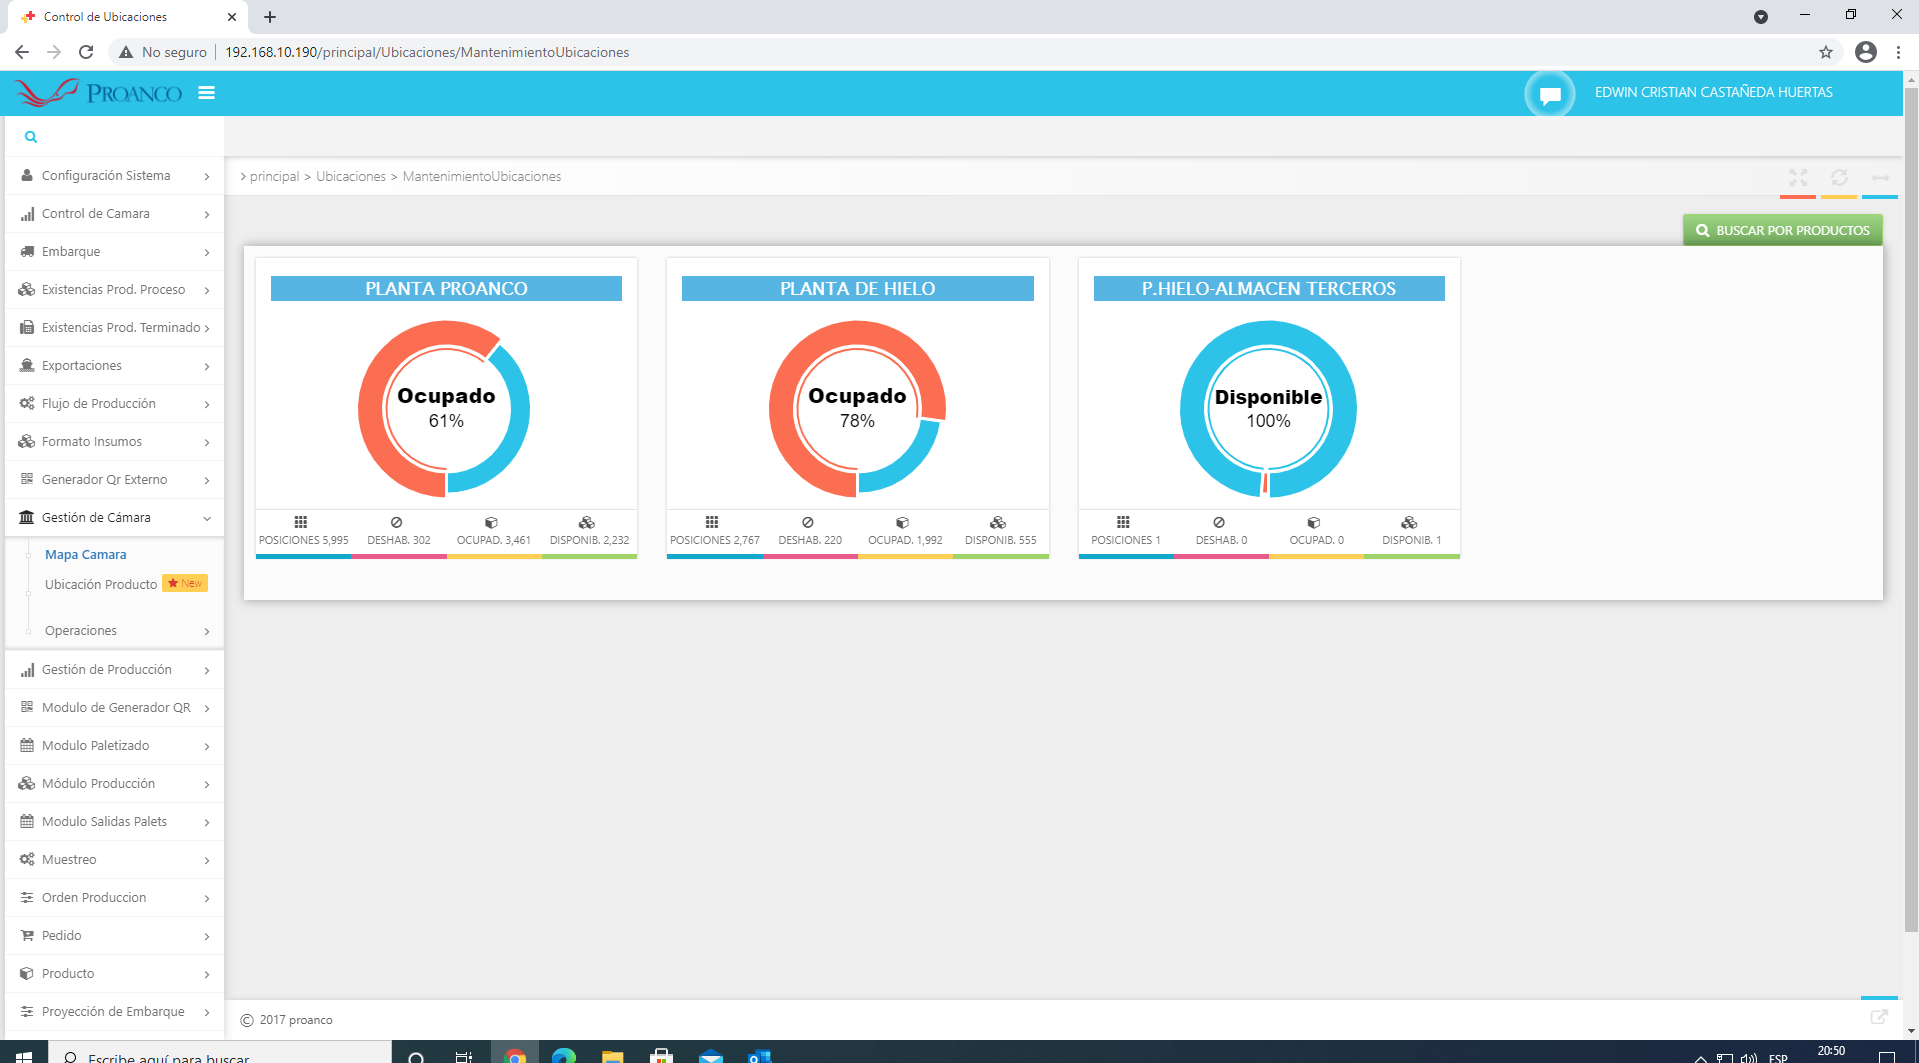 Control de Ubicaciones
No seguro
192.168.10.190/principal/Ubicaciones/MantenimientoUbicaciones
PROANCO
EDWIN CRISTIAN CASTAÑEDA HUERTAS
> principal > Ubicaciones > MantenimientoUbicaciones
BUSCAR POR PRODUCTOS
Configuración Sistema
Control de Camara
Embarque
Existencias Prod. Proceso
Existencias Prod. Terminado
Exportaciones
Flujo de Producción
Formato Insumos
Generador Qr Externo
Gestión de Cámara
Mapa Camara
Ubicación Producto New
Operaciones
Gestión de Producción
Modulo de Generador QR
Modulo Paletizado
Módulo Producción
Modulo Salidas Palets
Muestreo
Orden Produccion
Pedido
Producto
Proyección de Embarque
PLANTA PROANCO
Ocupado
61%
POSICIONES 5,995 DESHAB. 302 OCUPAD. 3,461 DISPONIB. 2,232
PLANTA DE HIELO
Ocupado
78%
POSICIONES 2,767 DESHAB. 220 OCUPAD. 1,992 DISPONIB. 555
P.HIELO-ALMACEN TERCEROS
Disponible
100%
POSICIONES 1 DESHAB. 0 OCUPAD. 0 DISPONIB. 1
© 2017 proanco
Escribe aquí para buscar
ESP
20:50